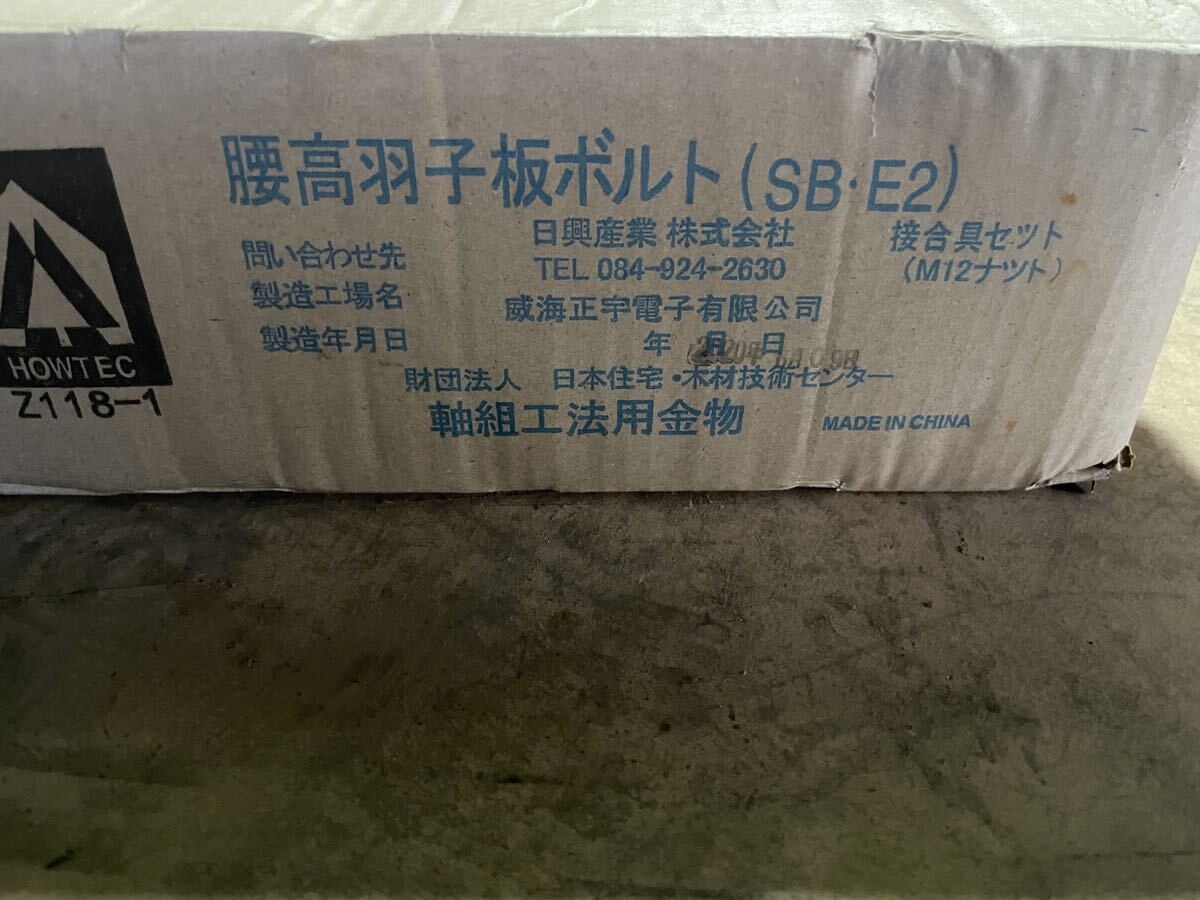 腰高羽子板ボルト(SB・E2)
問い合わせ先 日興産業 株式会社 接合具セット
TEL 084-924-2630 (M12ナット)
製造工場名 威海正宇電子有限公司
製造年月日 年 月 日
財団法人 日本住宅・木材技術センター
軸組工法用金物 MADE IN CHINA
HOWTEC
Z118-1